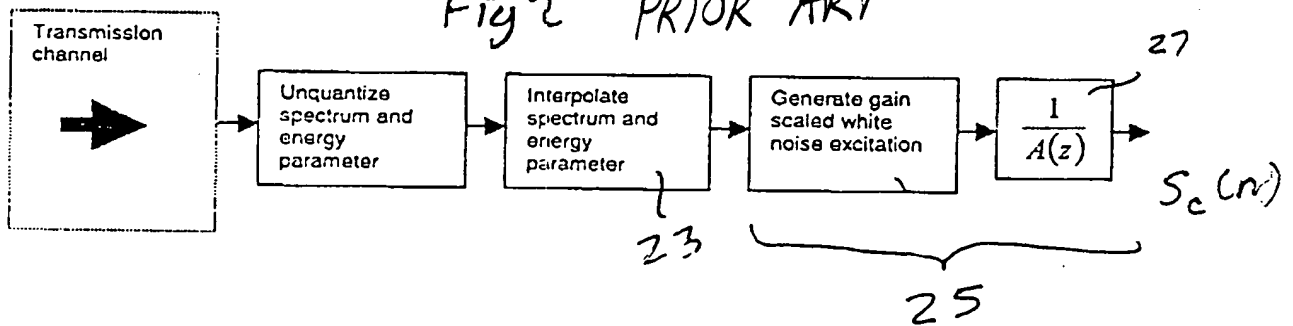 Fig 2 PRIOR ART
Transmission
channel
Unquantize
spectrum and
energy
parameter
Interpolate
spectrum and
energy
parameter
Generate gain
scaled white
noise excitation
1
A(z)
27
Sc(n)
23
25